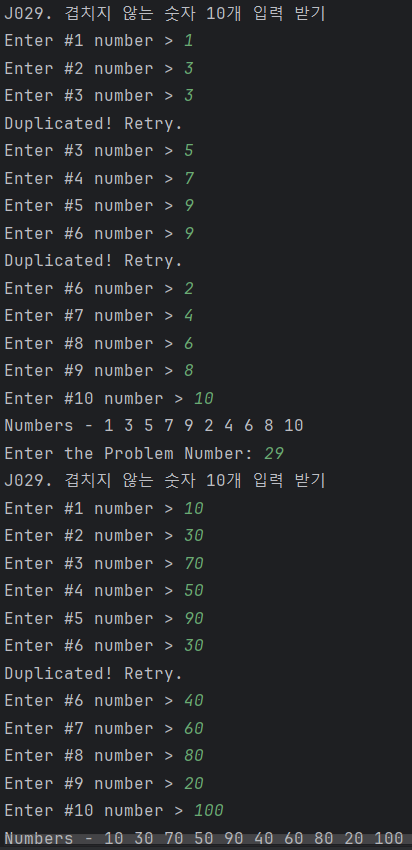 J029. 겹치지 않는 숫자 10개 입력 받기
Enter #1 number > 1
Enter #2 number > 3
Enter #3 number > 3
Duplicated! Retry.
Enter #3 number > 5
Enter #4 number > 7
Enter #5 number > 9
Enter #6 number > 9
Duplicated! Retry.
Enter #6 number > 2
Enter #7 number > 4
Enter #8 number > 6
Enter #9 number > 8
Enter #10 number > 10
Numbers - 1 3 5 7 9 2 4 6 8 10
Enter the Problem Number: 29
J029. 겹치지 않는 숫자 10개 입력 받기
Enter #1 number > 10
Enter #2 number > 30
Enter #3 number > 70
Enter #4 number > 50
Enter #5 number > 90
Enter #6 number > 30
Duplicated! Retry.
Enter #6 number > 40
Enter #7 number > 60
Enter #8 number > 80
Enter #9 number > 20
Enter #10 number > 100
Numbers - 10 30 70 50 90 40 60 80 20 100